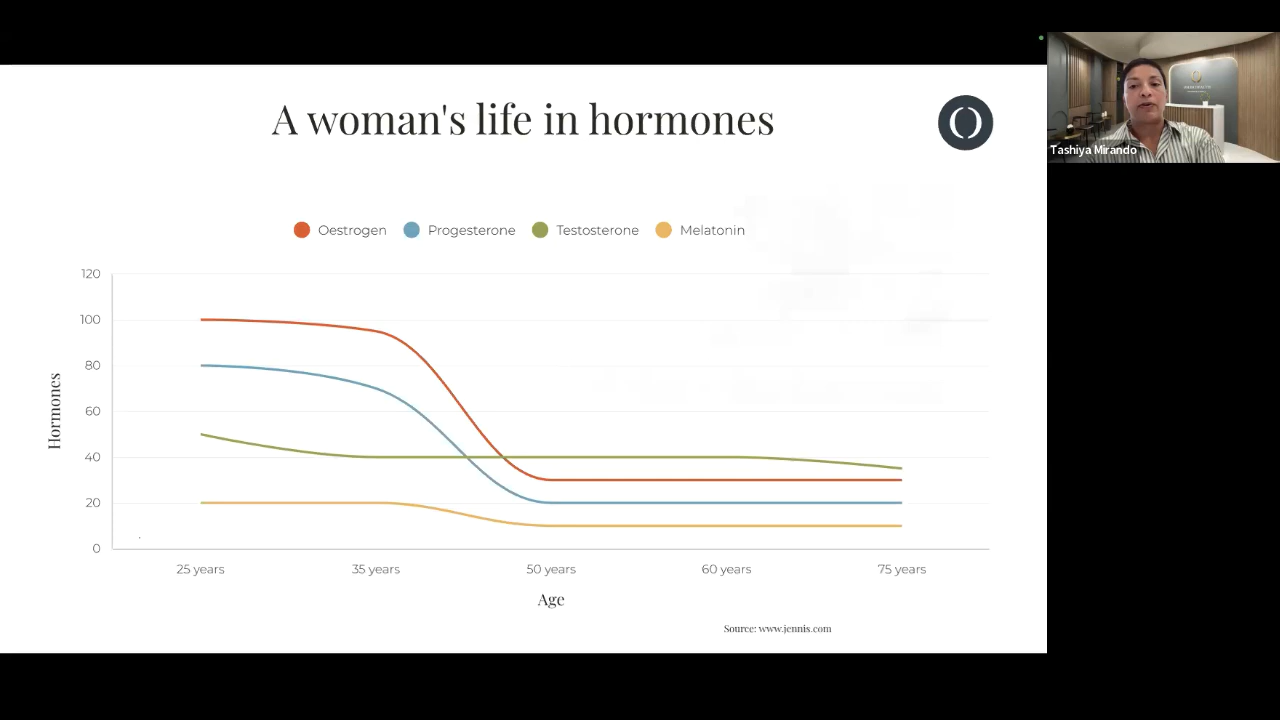 A woman's life in hormones
Oestrogen Progesterone Testosterone Melatonin
120
100
80
60
40
20
0
Hormones
25 years 35 years 50 years 60 years 75 years
Age
Source: www.jennis.com
Tashiya Mirando